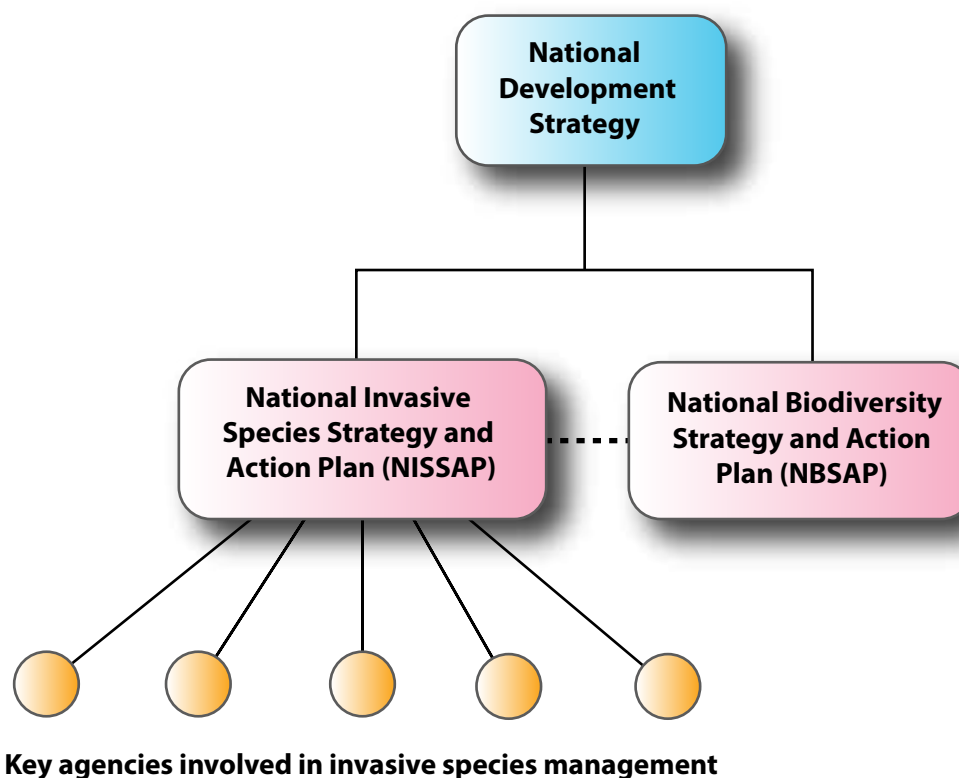 National
Development
Strategy
National Invasive
Species Strategy and
Action Plan (NISSAP)
National Biodiversity
Strategy and Action
Plan (NBSAP)
Key agencies involved in invasive species management